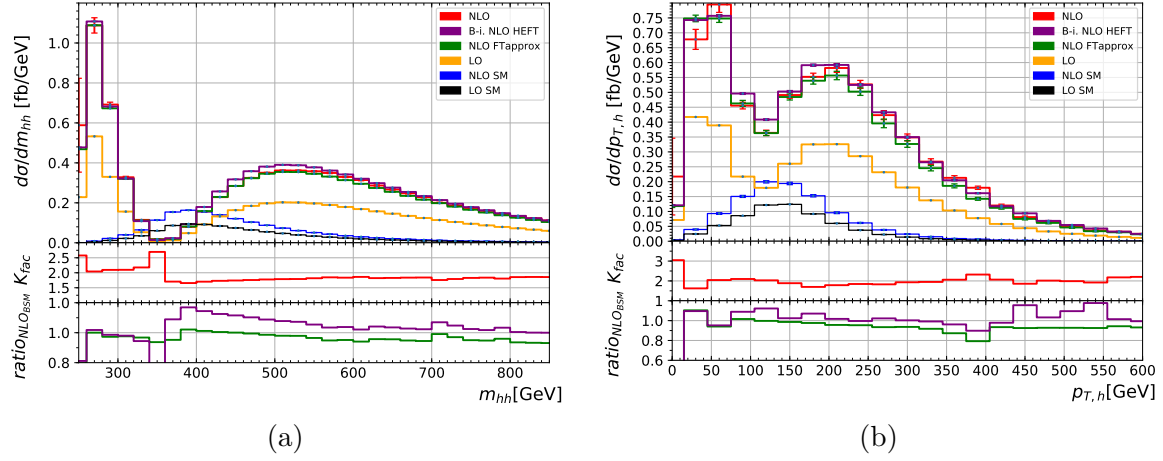 dσ/dm_hh [fb/GeV]
1.0
0.8
0.6
0.4
0.2
0.0
NLO
B-i. NLO HEFT
NLO FTapprox
LO
NLO SM
LO SM
K_fac
2.5
2.0
1.5
ratio_NLO_BSM
1.0
1.0
0.8
300 400 500 600 700 800
m_hh[GeV]
(a)
dσ/dp_T,h [fb/GeV]
0.75
0.70
0.65
0.60
0.55
0.50
0.45
0.40
0.35
0.30
0.25
0.20
0.15
0.10
0.05
0.00
NLO
B-i. NLO HEFT
NLO FTapprox
LO
NLO SM
LO SM
K_fac
3
2
1
ratio_NLO_BSM
1.0
0.8
0.6
0 50 100 150 200 250 300 350 400 450 500 550 600
p_T,h[GeV]
(b)